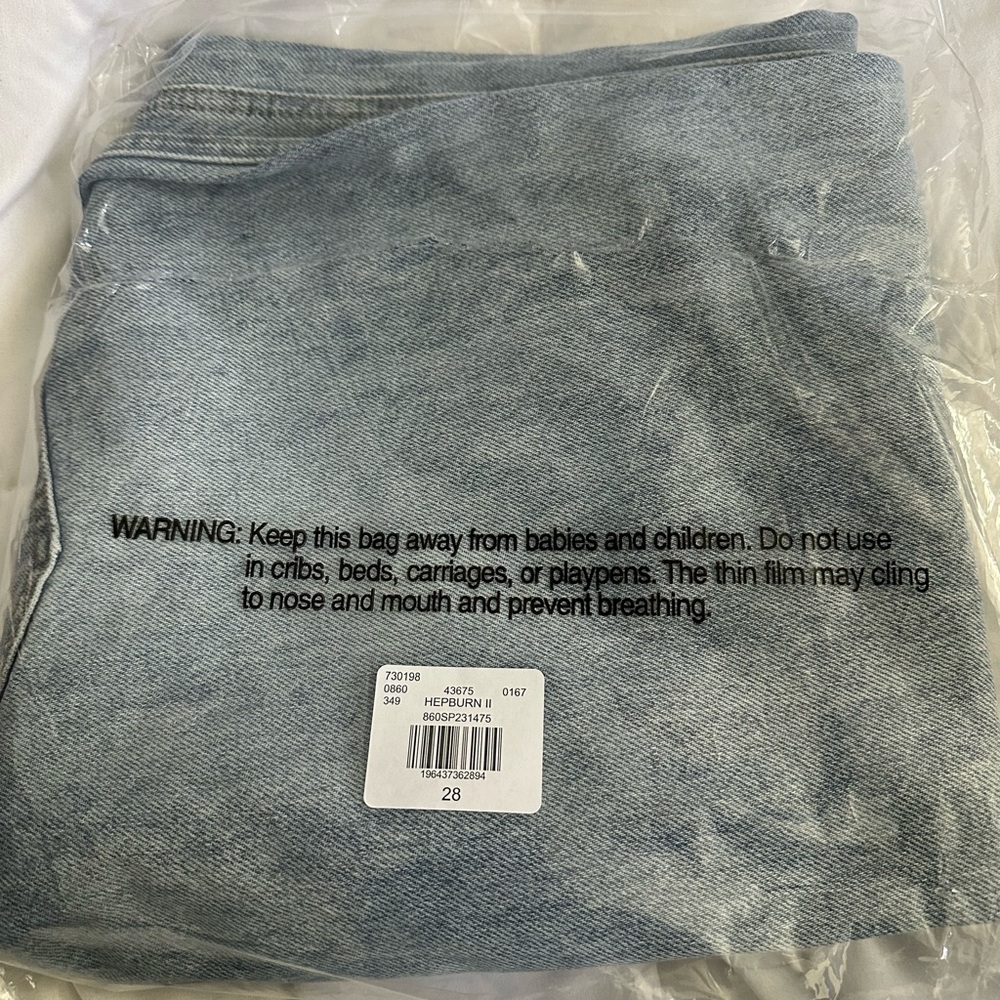 WARNING: Keep this bag away from babies and children. Do not use
in cribs, beds, carriages, or playpens. The thin film may cling
to nose and mouth and prevent breathing.
730198
0860 43675 0167
349 HEPBURN II
860SP231475
196437362894
28